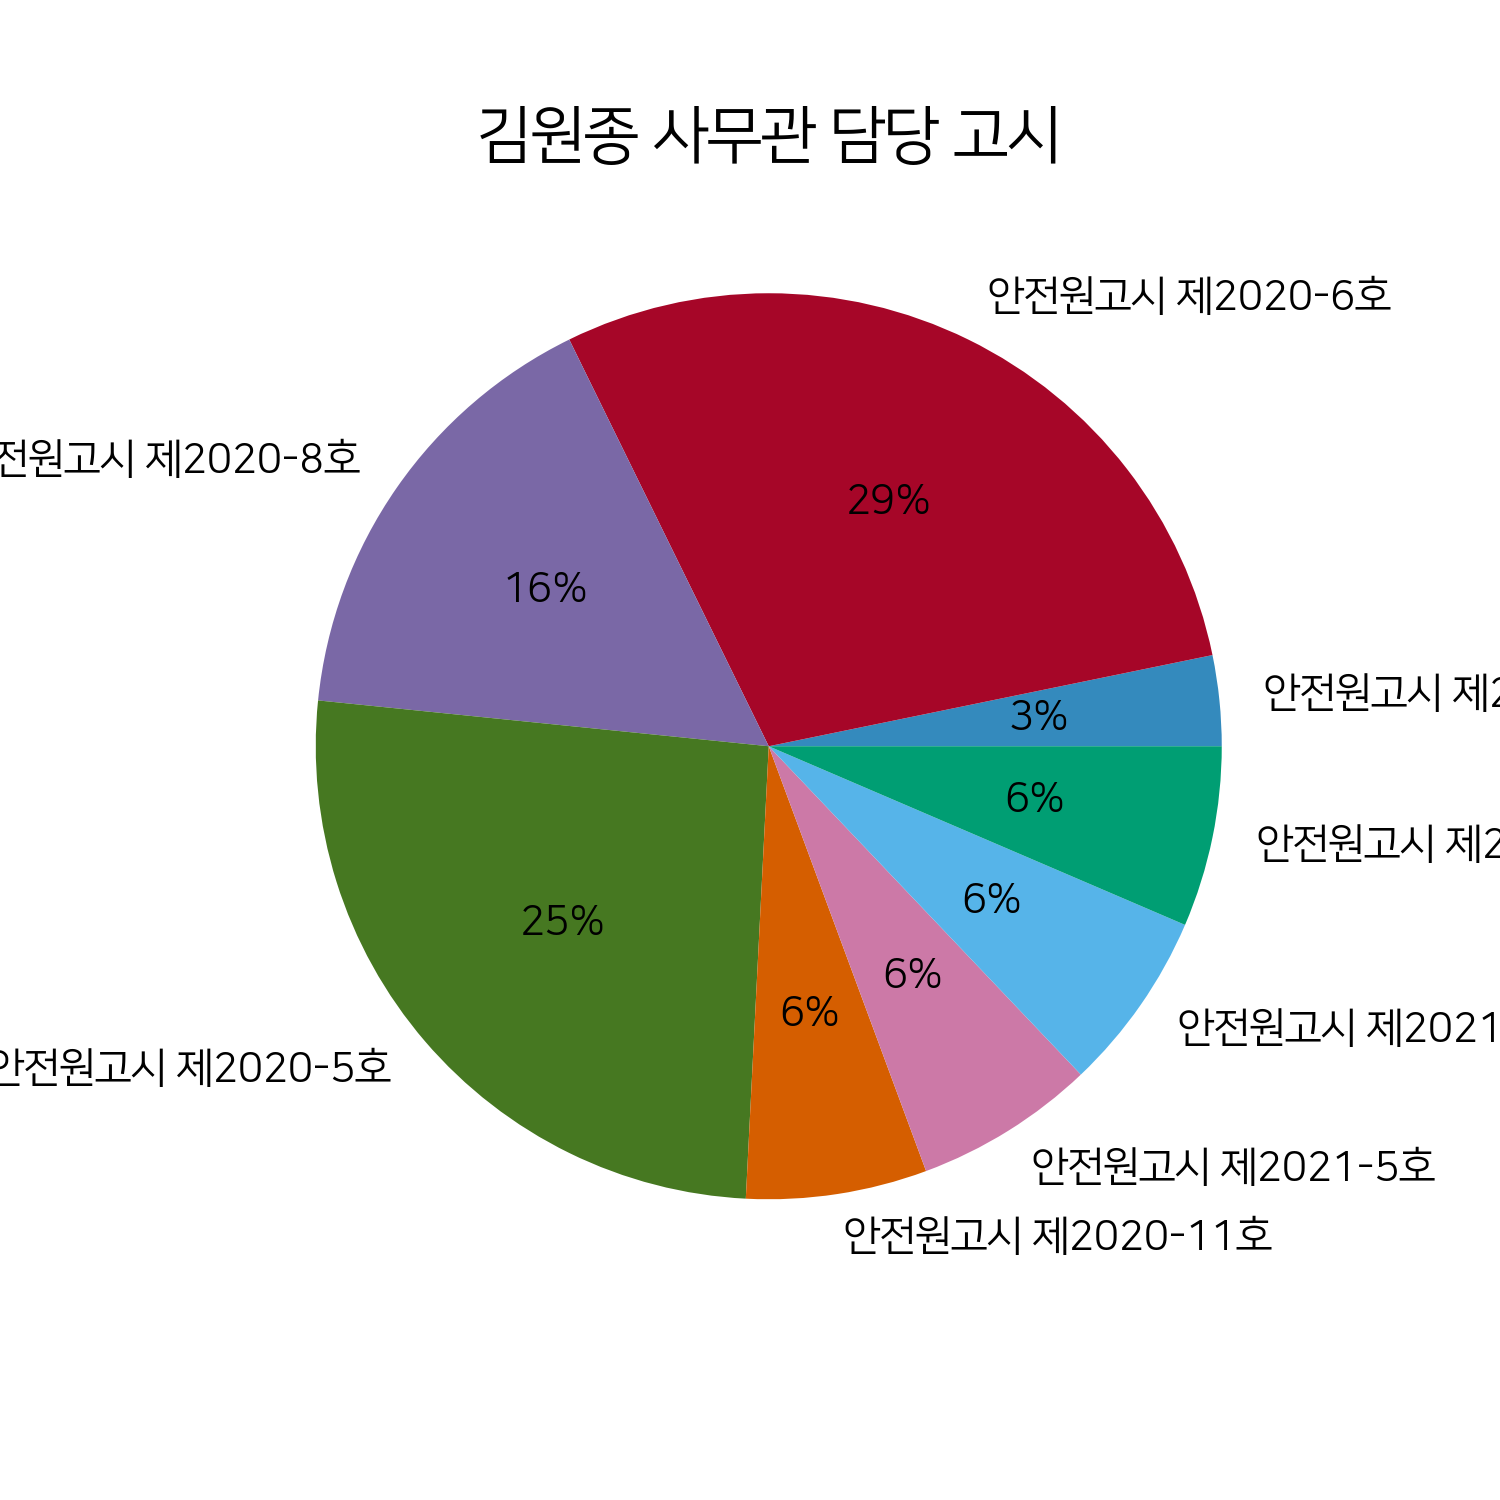 김원종 사무관 담당 고시
안전원고시 제2020-6호
29%
전원고시 제2020-8호
16%
안전원고시 제2
3%
6%
안전원고시 제2
6%
25%
6%
6%
안전원고시 제2021
안전원고시 제2020-5호
안전원고시 제2021-5호
안전원고시 제2020-11호